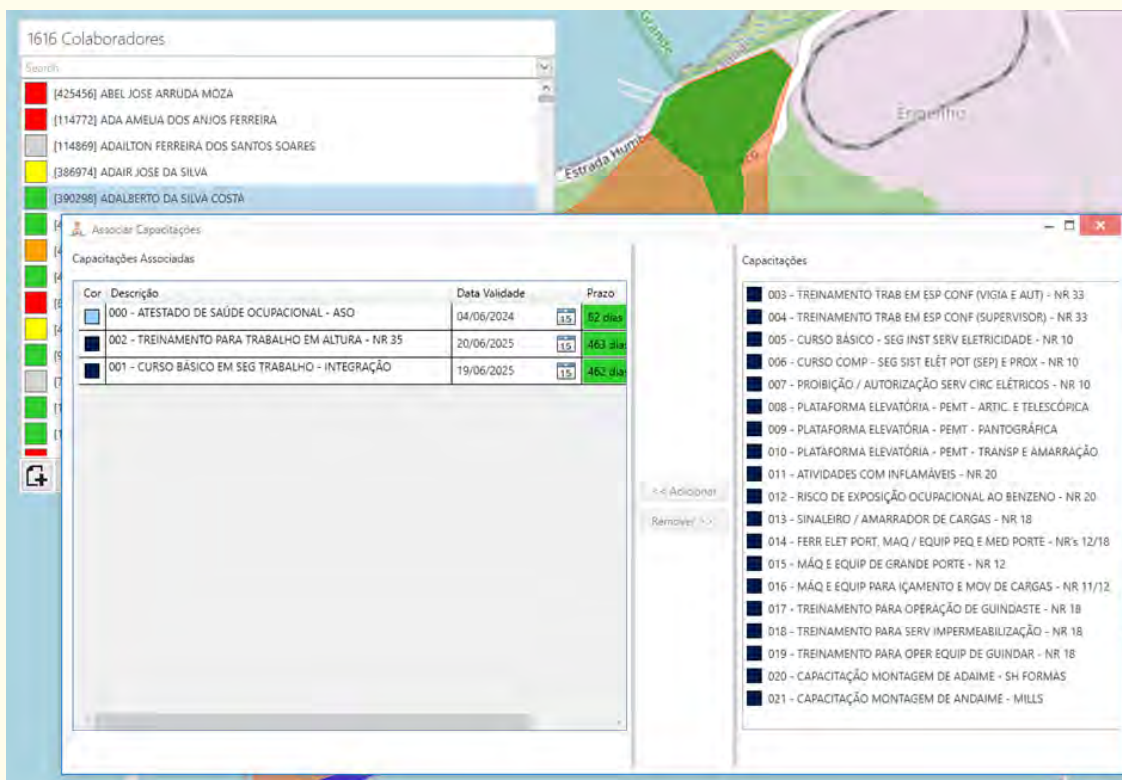 1616 Colaboradores
Search
[425456] ABEL JOSE ARRUDA MOZA
[114772] ADA AMELIA DOS ANJOS FERREIRA
[114869] ADAILTON FERREIRA DOS SANTOS SOARES
[386974] ADAIR JOSE DA SILVA
[390298] ADALBERTO DA SILVA COSTA
Grande
Engenho
Estrada Humb
Associar Capacitações
Capacitações Associadas
Cor Descrição Data Validade Prazo
000 - ATESTADO DE SAÚDE OCUPACIONAL - ASO 04/06/2024 15 82 dias
002 - TREINAMENTO PARA TRABALHO EM ALTURA - NR 35 20/06/2025 15 463 dias
001 - CURSO BÁSICO EM SEG TRABALHO - INTEGRAÇÃO 19/06/2025 15 462 dias
<< Adicionar
Remover >>
Capacitações
003 - TREINAMENTO TRAB EM ESP CONF (VIGIA E AUT) - NR 33
004 - TREINAMENTO TRAB EM ESP CONF (SUPERVISOR) - NR 33
005 - CURSO BÁSICO - SEG INST SERV ELETRICIDADE - NR 10
006 - CURSO COMP - SEG SIST ELÉT POT (SEP) E PROX - NR 10
007 - PROIBIÇÃO / AUTORIZAÇÃO SERV CIRC ELÉTRICOS - NR 10
008 - PLATAFORMA ELEVATÓRIA - PEMT - ARTIC. E TELESCÓPICA
009 - PLATAFORMA ELEVATÓRIA - PEMT - PANTOGRÁFICA
010 - PLATAFORMA ELEVATÓRIA - PEMT - TRANSP E AMARRAÇÃO
011 - ATIVIDADES COM INFLAMÁVEIS - NR 20
012 - RISCO DE EXPOSIÇÃO OCUPACIONAL AO BENZENO - NR 20
013 - SINALEIRO / AMARRADOR DE CARGAS - NR 18
014 - FERR ELET PORT, MAQ / EQUIP PEQ E MED PORTE - NR's 12/18
015 - MÁQ E EQUIP DE GRANDE PORTE - NR 12
016 - MÁQ E EQUIP PARA IÇAMENTO E MOV DE CARGAS - NR 11/12
017 - TREINAMENTO PARA OPERAÇÃO DE GUINDASTE - NR 18
018 - TREINAMENTO PARA SERV IMPERMEABILIZAÇÃO - NR 18
019 - TREINAMENTO PARA OPER EQUIP DE GUINDAR - NR 18
020 - CAPACITAÇÃO MONTAGEM DE ADAIME - SH FORMAS
021 - CAPACITAÇÃO MONTAGEM DE ANDAIME - MILLS